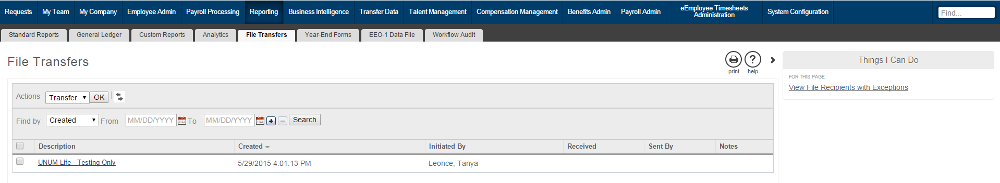 Requests My Team My Company Employee Admin Payroll Processing Reporting Business Intelligence Transfer Data Talent Management Compensation Management Benefits Admin Payroll Admin eEmployee Timesheets Administration System Configuration Find...
Standard Reports General Ledger Custom Reports Analytics File Transfers Year-End Forms EEO-1 Data File Workflow Audit
File Transfers
print help
Things I Can Do
FOR THIS PAGE
View File Recipients with Exceptions
Actions Transfer OK
Find by Created From MM/DD/YYYY To MM/DD/YYYY Search
Description Created Initiated By Received Sent By Notes
UNUM Life - Testing Only 5/29/2015 4:01:13 PM Leonce, Tanya